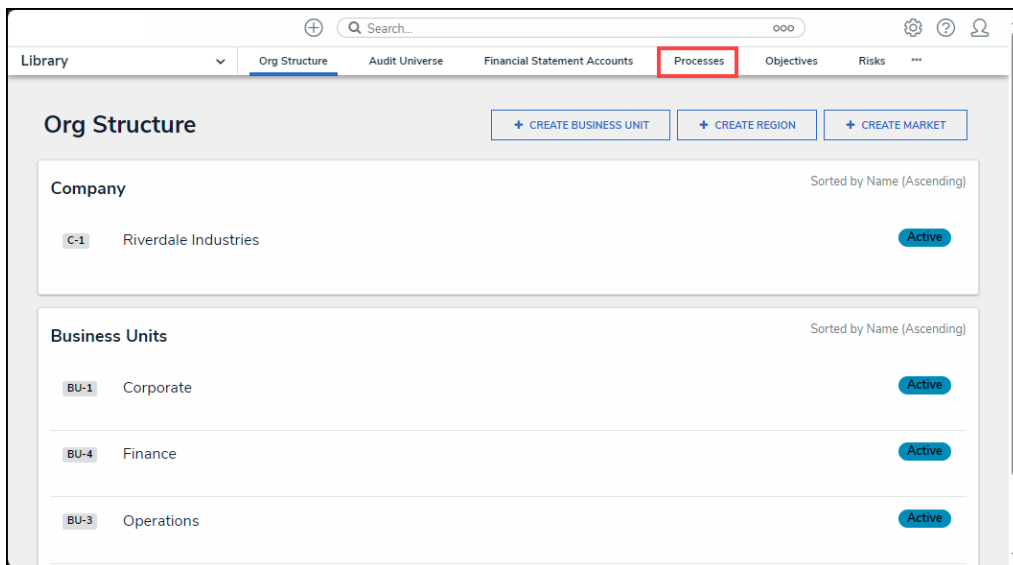 Search...
ooo
Library Org Structure Audit Universe Financial Statement Accounts Processes Objectives Risks
Org Structure + CREATE BUSINESS UNIT + CREATE REGION + CREATE MARKET
Company Sorted by Name (Ascending)
C-1 Riverdale Industries Active
Business Units Sorted by Name (Ascending)
BU-1 Corporate Active
BU-4 Finance Active
BU-3 Operations Active